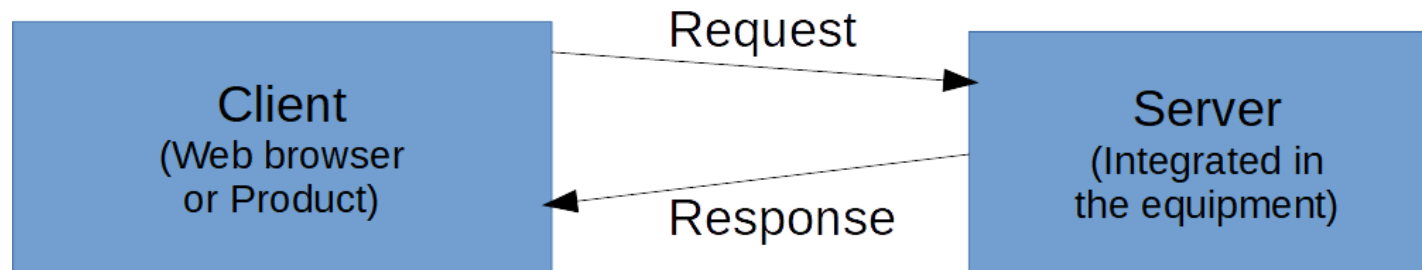 Client
(Web browser
or Product)
Request
Response
Server
(Integrated in
the equipment)